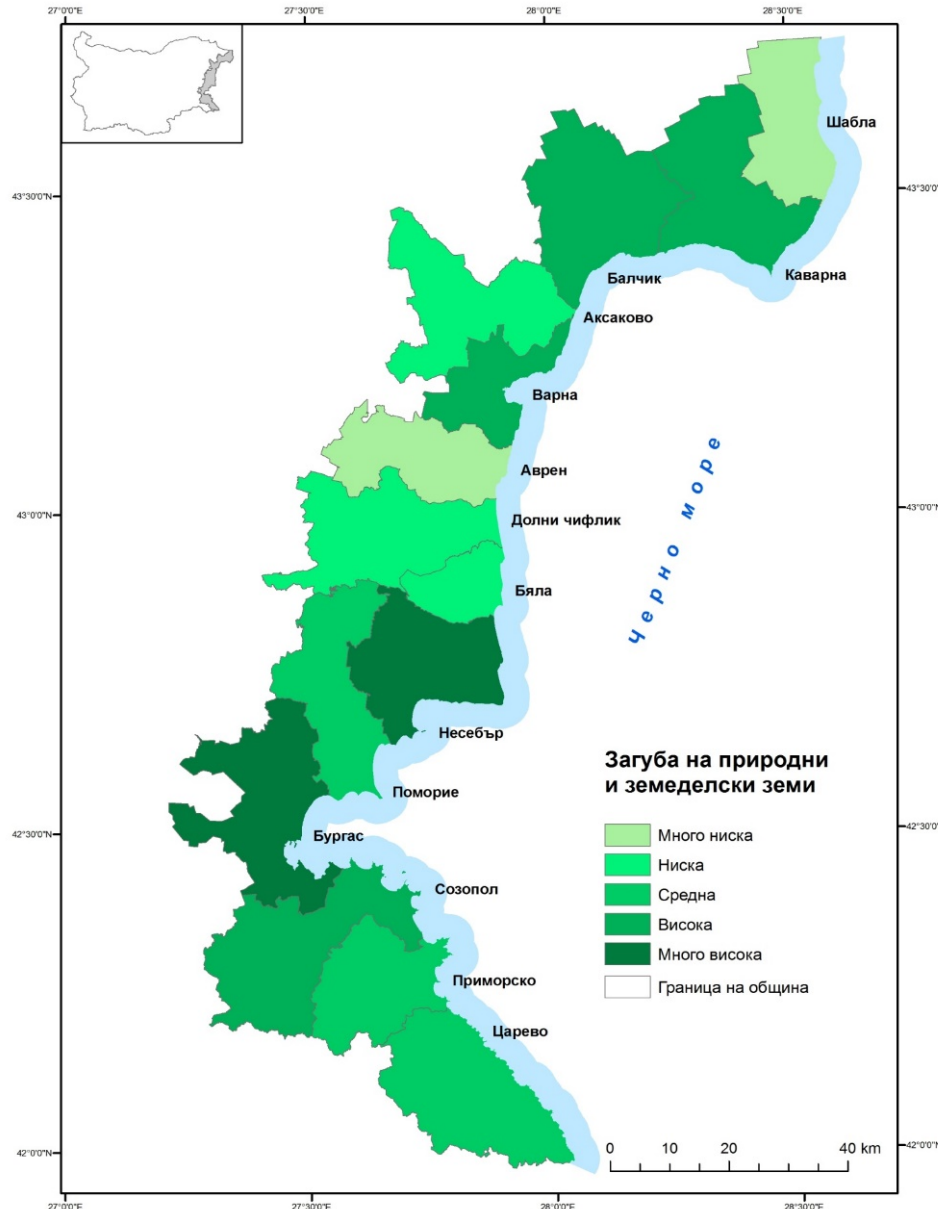 27°0'0"E
27°30'0"E
28°0'0"E
28°30'0"E
Шабла
43°30'0"N
43°30'0"N
Каварна
Балчик
Аксаково
Варна
Аврен
Черно море
43°0'0"N
43°0'0"N
Долни чифлик
Бяла
Несебър
Загуба на природни
и земеделски земи
Поморие
42°30'0"N
42°30'0"N
Бургас
Много ниска
Ниска
Созопол
Средна
Висока
Много висока
Приморско
Граница на община
Царево
0 10 20 40 km
42°0'0"N
42°0'0"N
27°0'0"E
27°30'0"E
28°0'0"E
28°30'0"E